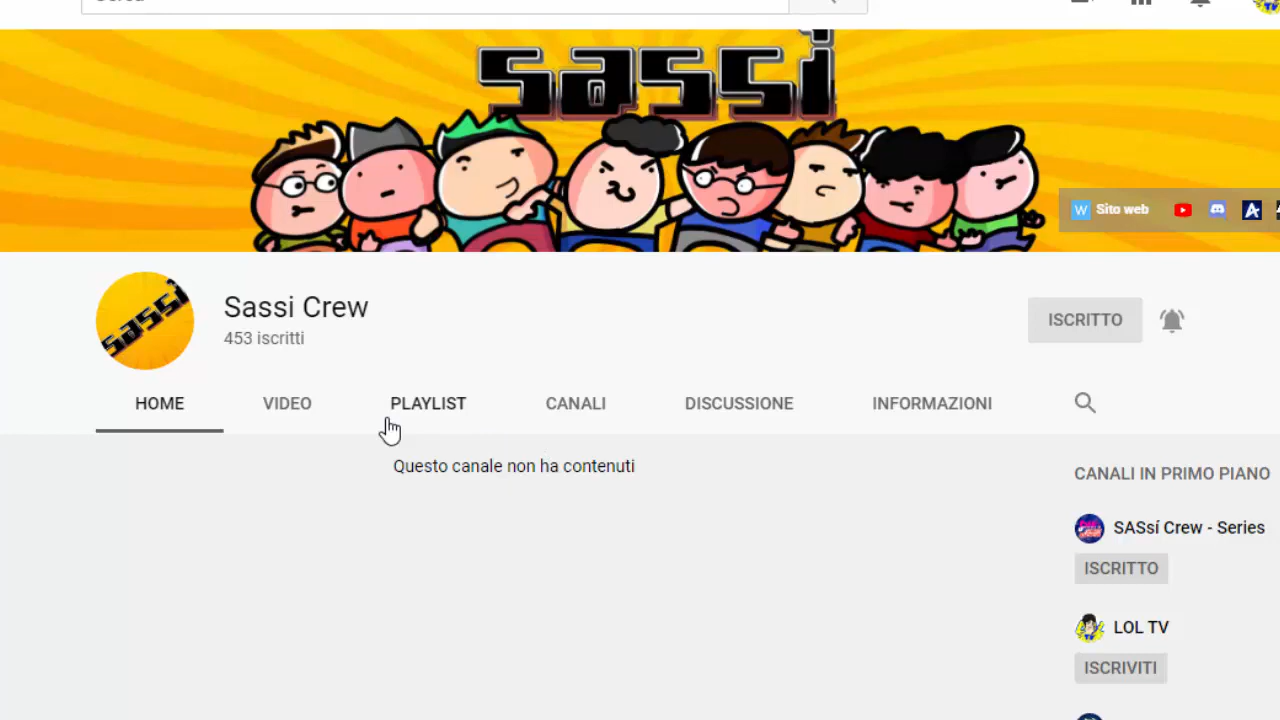 sassi
Sito web
sassi
Sassi Crew
453 iscritti
ISCRITTO
HOME
VIDEO
PLAYLIST
CANALI
DISCUSSIONE
INFORMAZIONI
Questo canale non ha contenuti
CANALI IN PRIMO PIANO
SASsí Crew - Series
ISCRITTO
LOL TV
ISCRIVITI